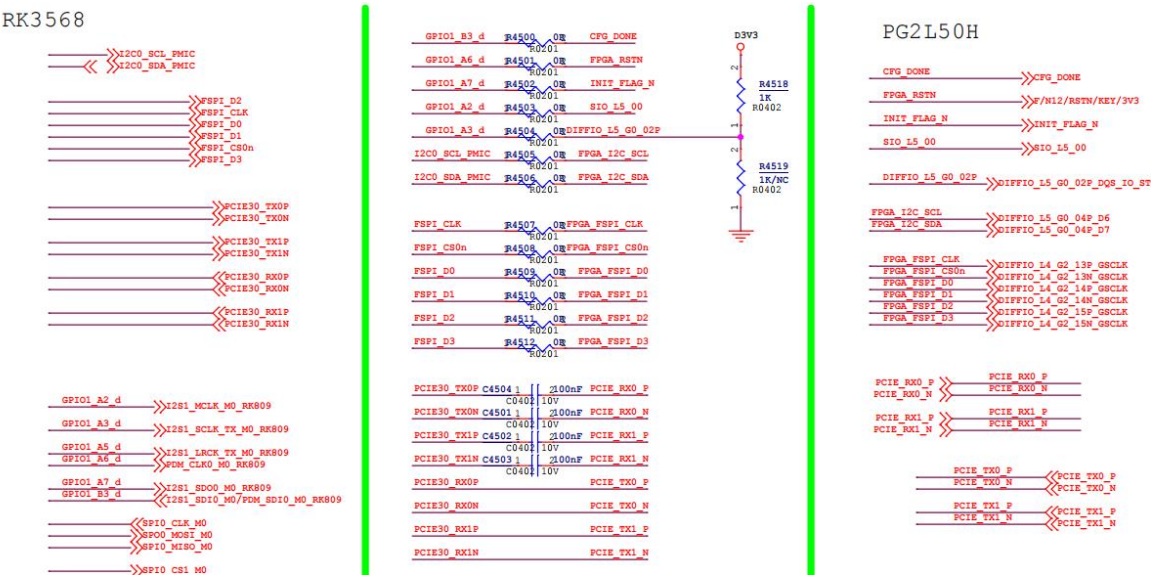 RK3568
I2C0_SCL_PMIC
I2C0_SDA_PMIC
FSPI_D2
FSPI_CLK
FSPI_D0
FSPI_D1
FSPI_CS0n
FSPI_D3
PCIE30_TX0P
PCIE30_TX0N
PCIE30_TX1P
PCIE30_TX1N
PCIE30_RX0P
PCIE30_RX0N
PCIE30_RX1P
PCIE30_RX1N
GPIO1_A2_d I2S1_MCLK_M0_RK809
GPIO1_A3_d I2S1_SCLK_TX_M0_RK809
GPIO1_A5_d I2S1_LRCK_TX_M0_RK809
GPIO1_A6_d PDM_CLK0_M0_RK809
GPIO1_A7_d I2S1_SDO0_M0_RK809
GPIO1_B3_d I2S1_SDI0_M0/PDM_SDI0_M0_RK809
SPI0_CLK_M0
SPO0_MOSI_M0
SPI0_MISO_M0
SPI0_CS1_M0
GPIO1_B3_d R4500 0R CFG_DONE
R0201
GPIO1_A6_d R4501 0R FPGA_RSTN
R0201
GPIO1_A7_d R4502 0R INIT_FLAG_N
R0201
GPIO1_A2_d R4503 0R SIO_L5_00
R0201
GPIO1_A3_d R4504 0R DIFFIO_L5_G0_02P
R0201
I2C0_SCL_PMIC R4505 0R FPGA_I2C_SCL
R0201
I2C0_SDA_PMIC R4506 0R FPGA_I2C_SDA
R0201
FSPI_CLK R4507 0R FPGA_FSPI_CLK
R0201
FSPI_CS0n R4508 0R FPGA_FSPI_CS0n
R0201
FSPI_D0 R4509 0R FPGA_FSPI_D0
R0201
FSPI_D1 R4510 0R FPGA_FSPI_D1
R0201
FSPI_D2 R4511 0R FPGA_FSPI_D2
R0201
FSPI_D3 R4512 0R FPGA_FSPI_D3
R0201
PCIE30_TX0P C4504 1 2 100nF PCIE_RX0_P
C0402 10V
PCIE30_TX0N C4501 1 2 100nF PCIE_RX0_N
C0402 10V
PCIE30_TX1P C4502 1 2 100nF PCIE_RX1_P
C0402 10V
PCIE30_TX1N C4503 1 2 100nF PCIE_RX1_N
C0402 10V
PCIE30_RX0P PCIE_TX0_P
PCIE30_RX0N PCIE_TX0_N
PCIE30_RX1P PCIE_TX1_P
PCIE30_RX1N PCIE_TX1_N
D3V3
2
R4518
1K
R0402
1
2
R4519
1K/NC
R0402
1
PG2L50H
CFG_DONE CFG_DONE
FPGA_RSTN F/N12/RSTN/KEY/3V3
INIT_FLAG_N INIT_FLAG_N
SIO_L5_00 SIO_L5_00
DIFFIO_L5_G0_02P DIFFIO_L5_G0_02P_DQS_IO_ST
FPGA_I2C_SCL DIFFIO_L5_G0_04P_D6
FPGA_I2C_SDA DIFFIO_L5_G0_04P_D7
FPGA_FSPI_CLK DIFFIO_L4_G2_13P_GSCLK
FPGA_FSPI_CS0n DIFFIO_L4_G2_13N_GSCLK
FPGA_FSPI_D0 DIFFIO_L4_G2_14P_GSCLK
FPGA_FSPI_D1 DIFFIO_L4_G2_14N_GSCLK
FPGA_FSPI_D2 DIFFIO_L4_G2_15P_GSCLK
FPGA_FSPI_D3 DIFFIO_L4_G2_15N_GSCLK
PCIE_RX0_P PCIE_RX0_P
PCIE_RX0_N PCIE_RX0_N
PCIE_RX1_P PCIE_RX1_P
PCIE_RX1_N PCIE_RX1_N
PCIE_TX0_P PCIE_TX0_P
PCIE_TX0_N PCIE_TX0_N
PCIE_TX1_P PCIE_TX1_P
PCIE_TX1_N PCIE_TX1_N